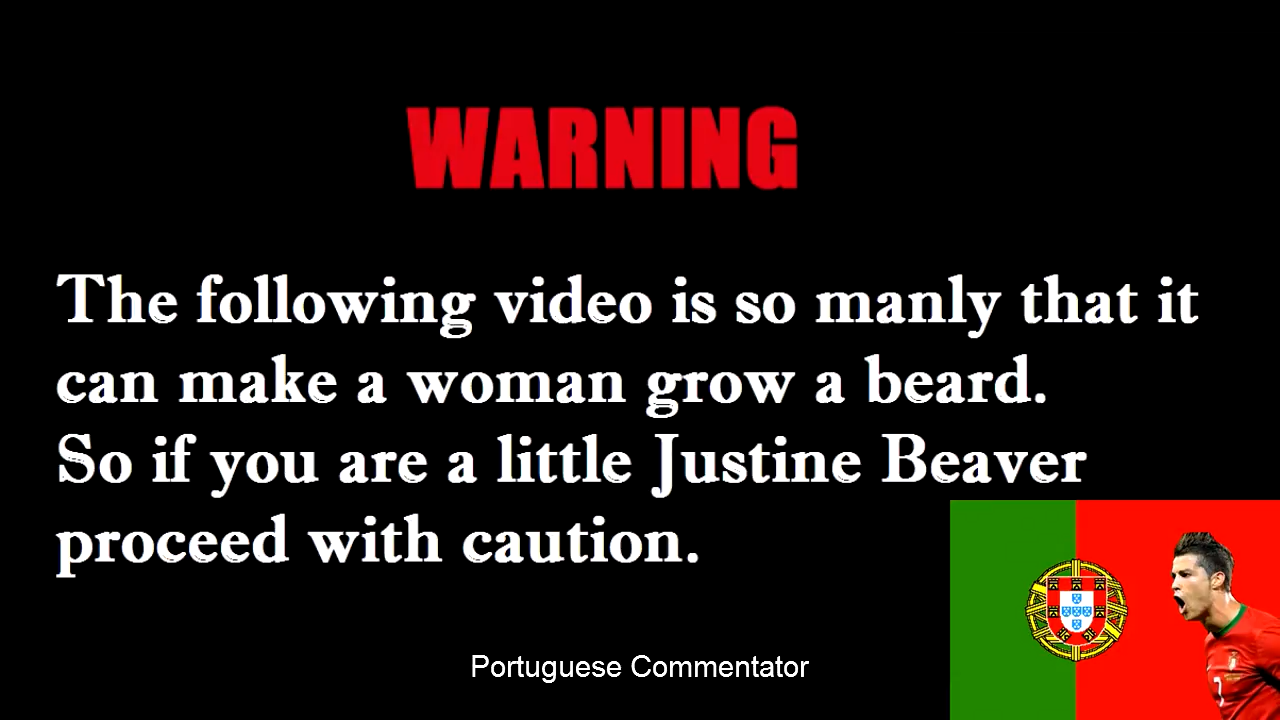 WARNING
The following video is so manly that it
can make a woman grow a beard.
So if you are a little Justine Beaver
proceed with caution.
Portuguese Commentator
7